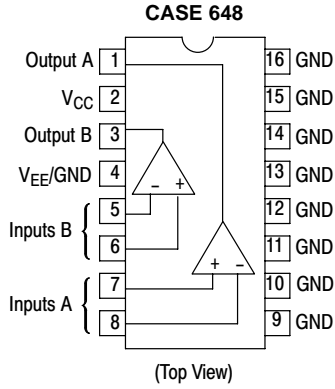 CASE 648
Output A 1 16 GND
VCC 2 15 GND
Output B 3 14 GND
VEE/GND 4 13 GND
5 - + 12 GND
Inputs B
6 11 GND
7 + - 10 GND
Inputs A
8 9 GND
(Top View)